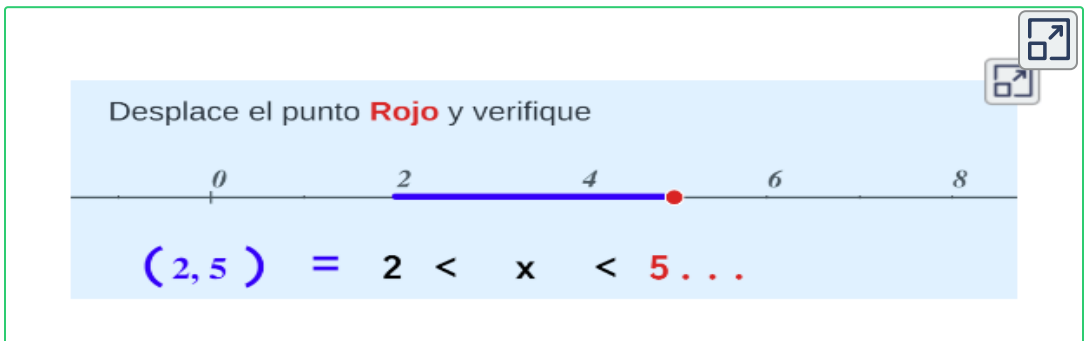 Desplace el punto Rojo y verifique
0 2 4 6 8
( 2, 5 ) = 2 < x < 5 . . .